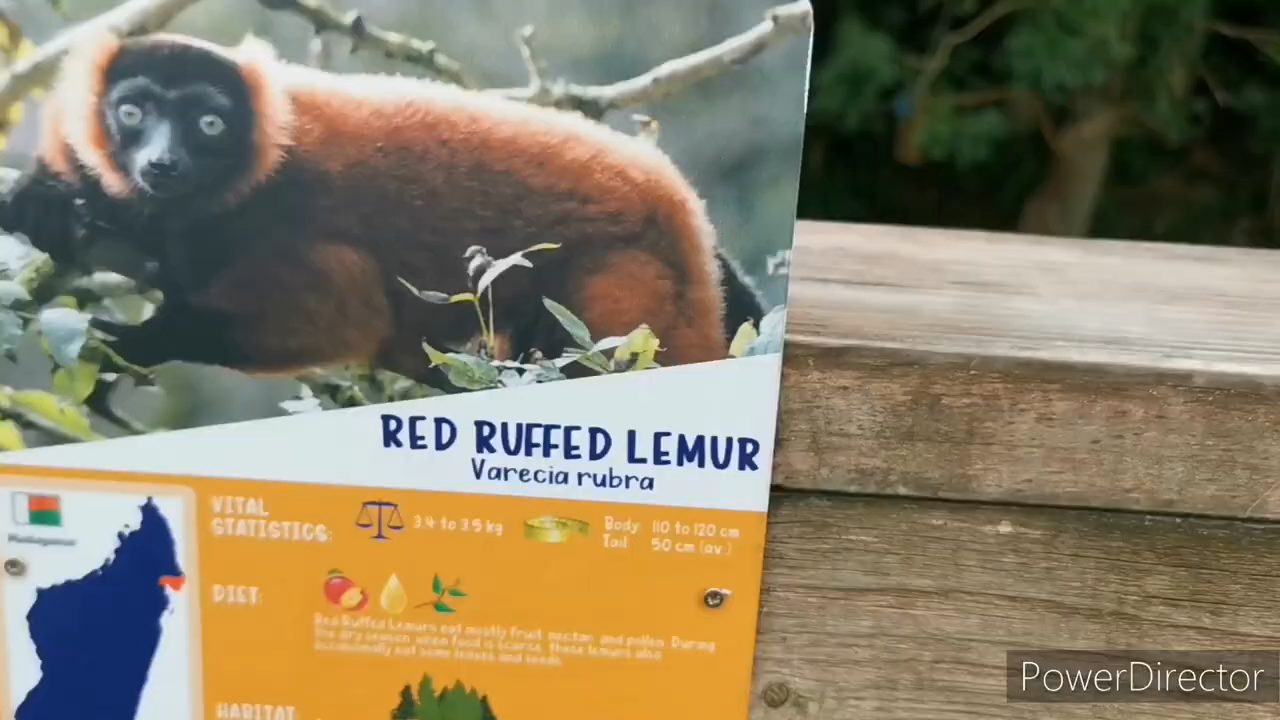 RED RUFFED LEMUR
Varecia rubra
Madagascar
VITAL
STATISTICS:
3.4 to 3.5 kg
Body: 110 to 120 cm
Tail: 50 cm (av.)
DIET:
Red Ruffed Lemurs eat mostly fruit, nectar, and pollen. During
the dry season, when food is scarce, these lemurs also
occasionally eat some leaves and seeds.
HABITAT
PowerDirector